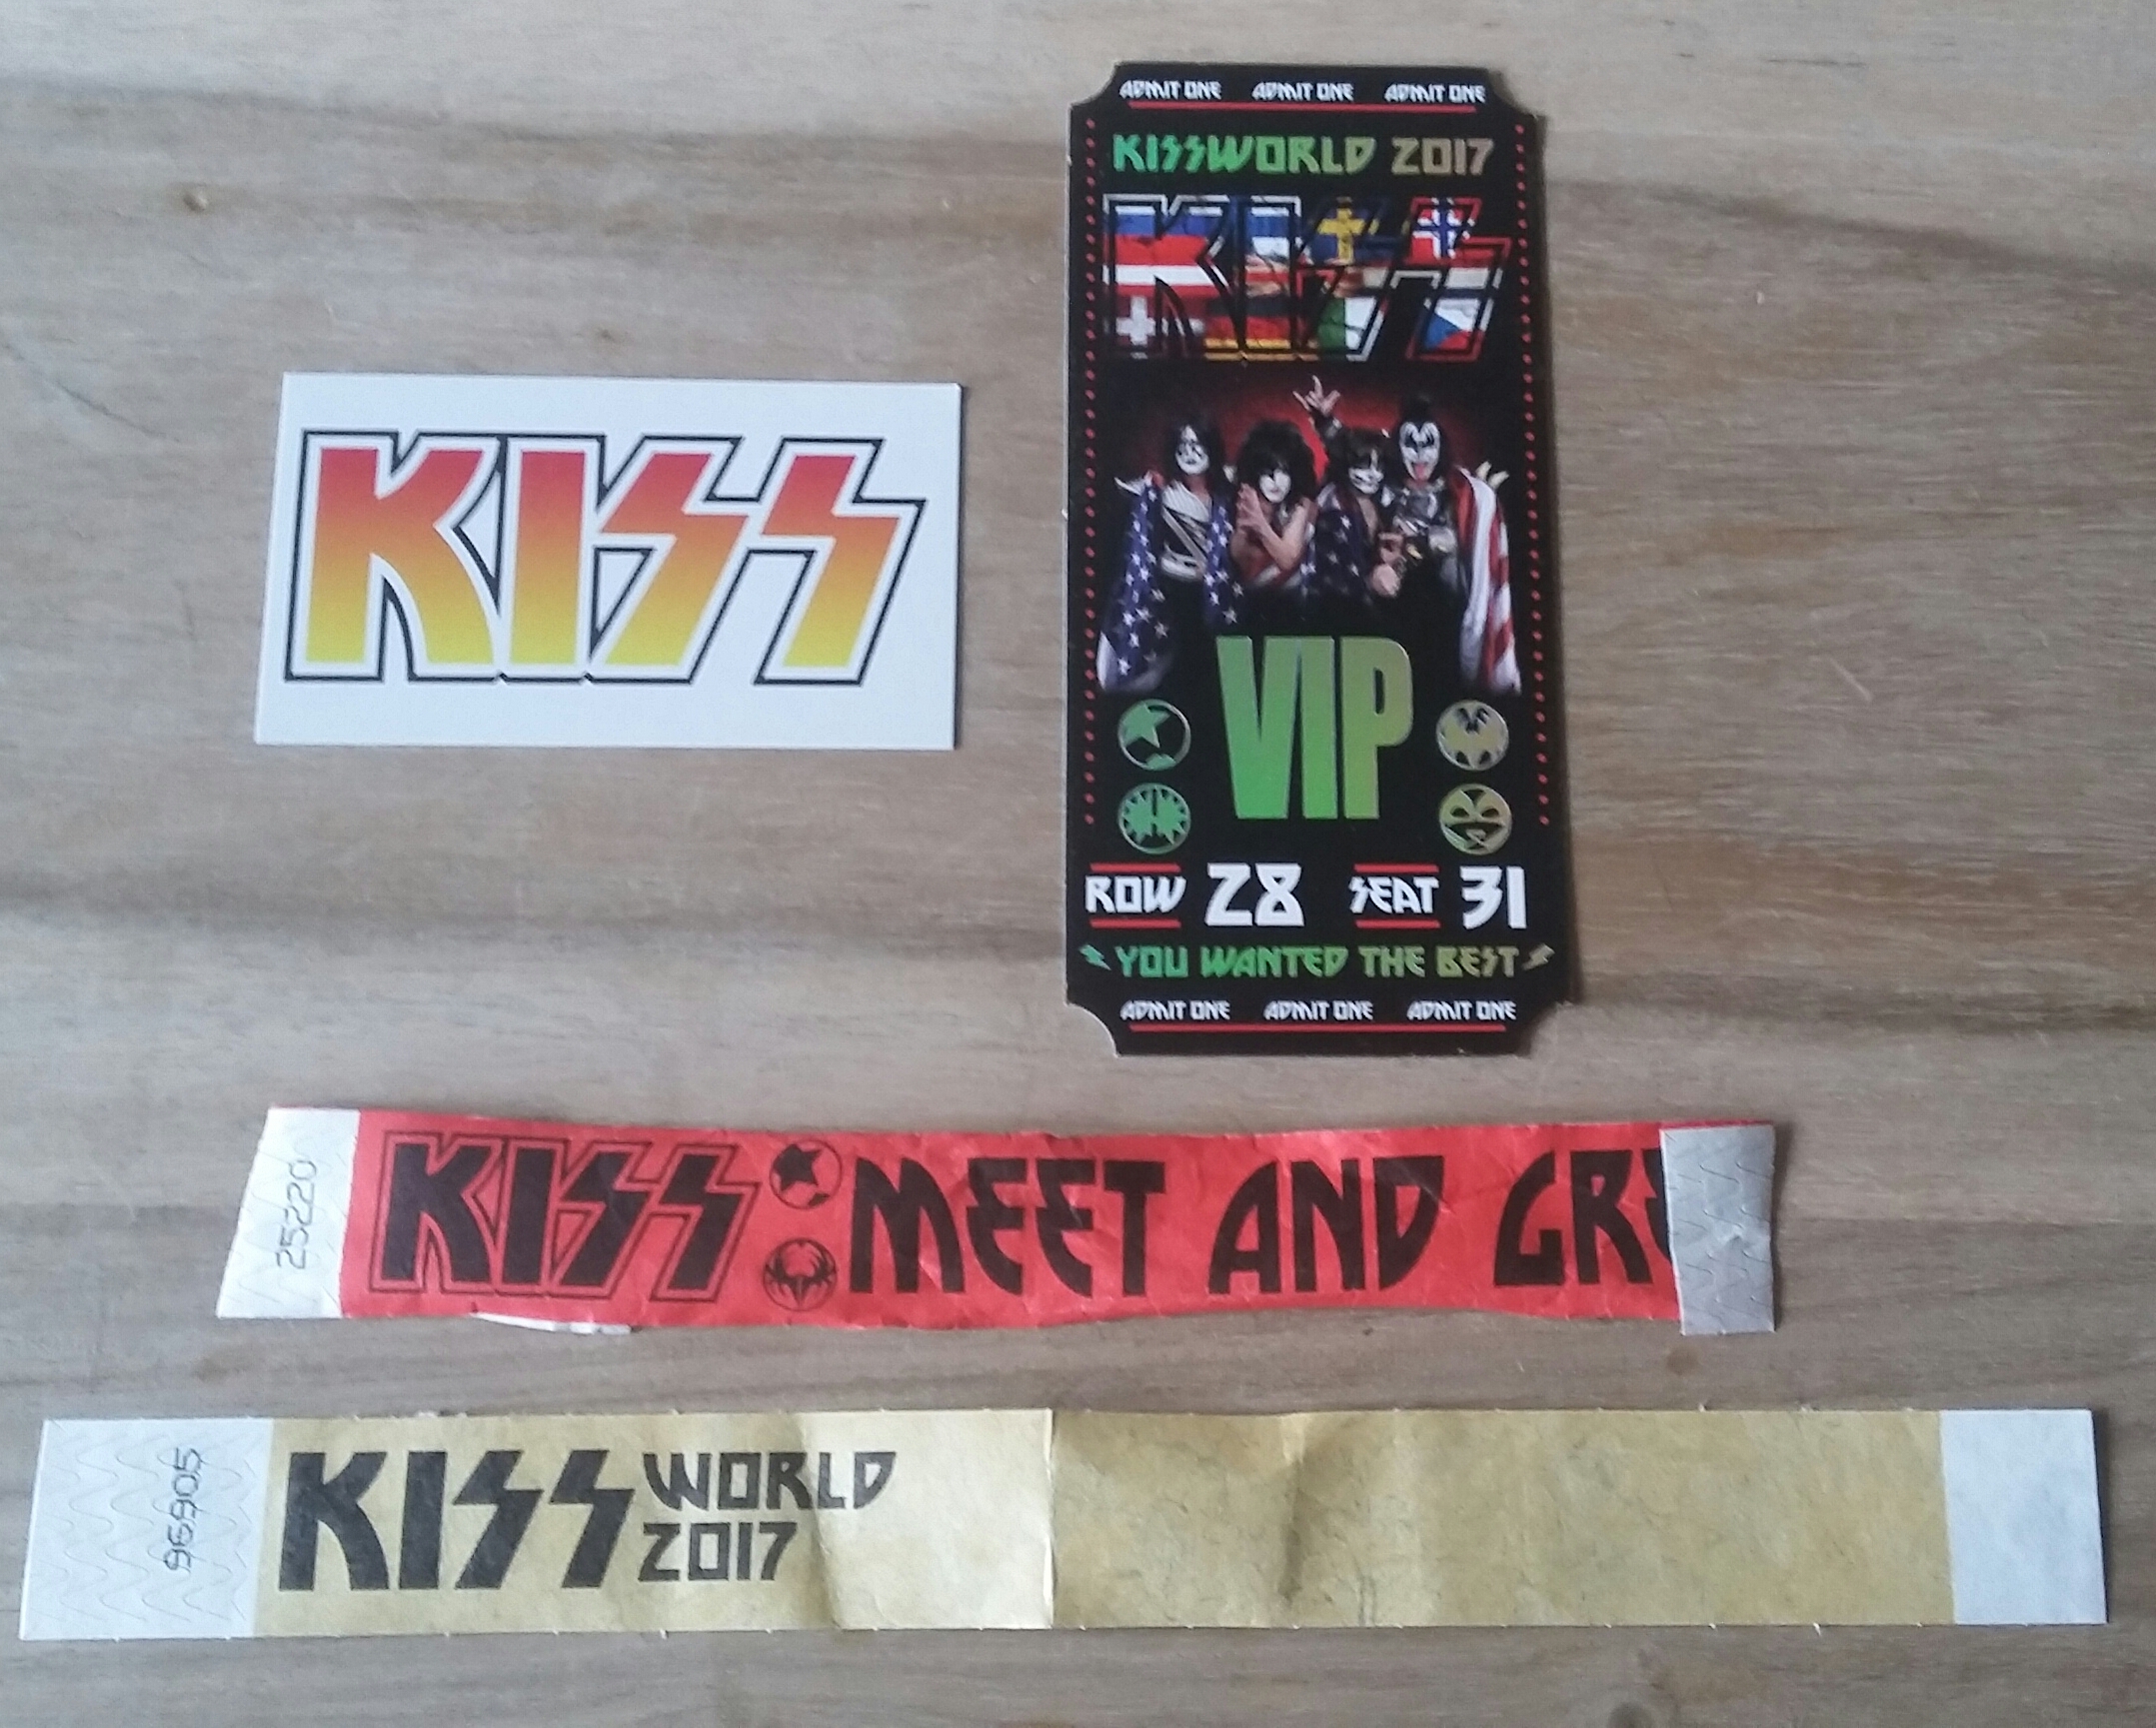 ADMIT ONE ADMIT ONE ADMIT ONE
KISSWORLD 2017
KISS
KISS
VIP
ROW 28 SEAT 31
YOU WANTED THE BEST
ADMIT ONE ADMIT ONE ADMIT ONE
25220
KISS MEET AND GRE
96905
KISS WORLD
2017